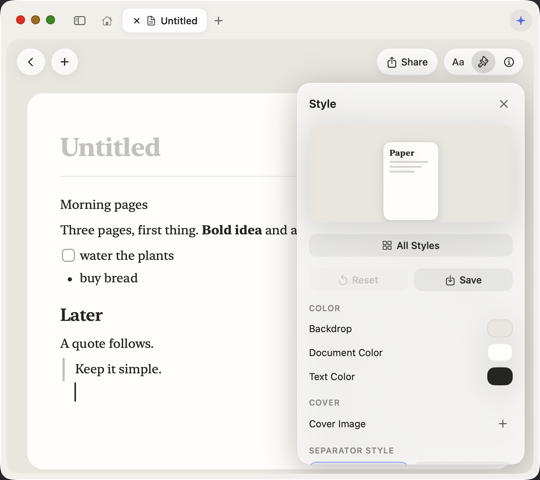 Untitled
Share
Aa
Untitled
Morning pages
Three pages, first thing. Bold idea and a
water the plants
• buy bread
Later
A quote follows.
Keep it simple.
Style
Paper
All Styles
Reset
Save
COLOR
Backdrop
Document Color
Text Color
COVER
Cover Image
SEPARATOR STYLE